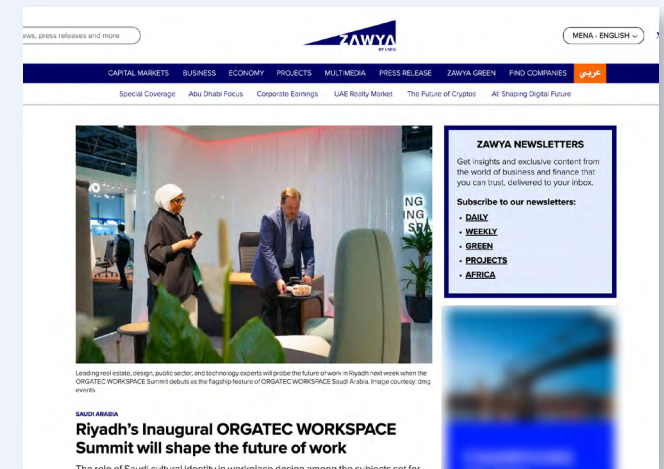 ews, press releases and more
ZAWYA
BY LSEG
MENA - ENGLISH
CAPITAL MARKETS BUSINESS ECONOMY PROJECTS MULTIMEDIA PRESS RELEASE ZAWYA GREEN FIND COMPANIES عربي
Special Coverage Abu Dhabi Focus Corporate Earnings UAE Realty Market The Future of Cryptos AI: Shaping Digital Future
NG
ING
SPA
ZAWYA NEWSLETTERS
Get insights and exclusive content from
the world of business and finance that
you can trust, delivered to your inbox.
Subscribe to our newsletters:
• DAILY
• WEEKLY
• GREEN
• PROJECTS
• AFRICA
Leading real estate, design, public sector, and technology experts will probe the future of work in Riyadh next week when the
ORGATEC WORKSPACE Summit debuts as the flagship feature of ORGATEC WORKSPACE Saudi Arabia. Image courtesy: dmg
events
SAUDI ARABIA
Riyadh's Inaugural ORGATEC WORKSPACE
Summit will shape the future of work
The role of Saudi cultural identity in workplace design among the subjects set for